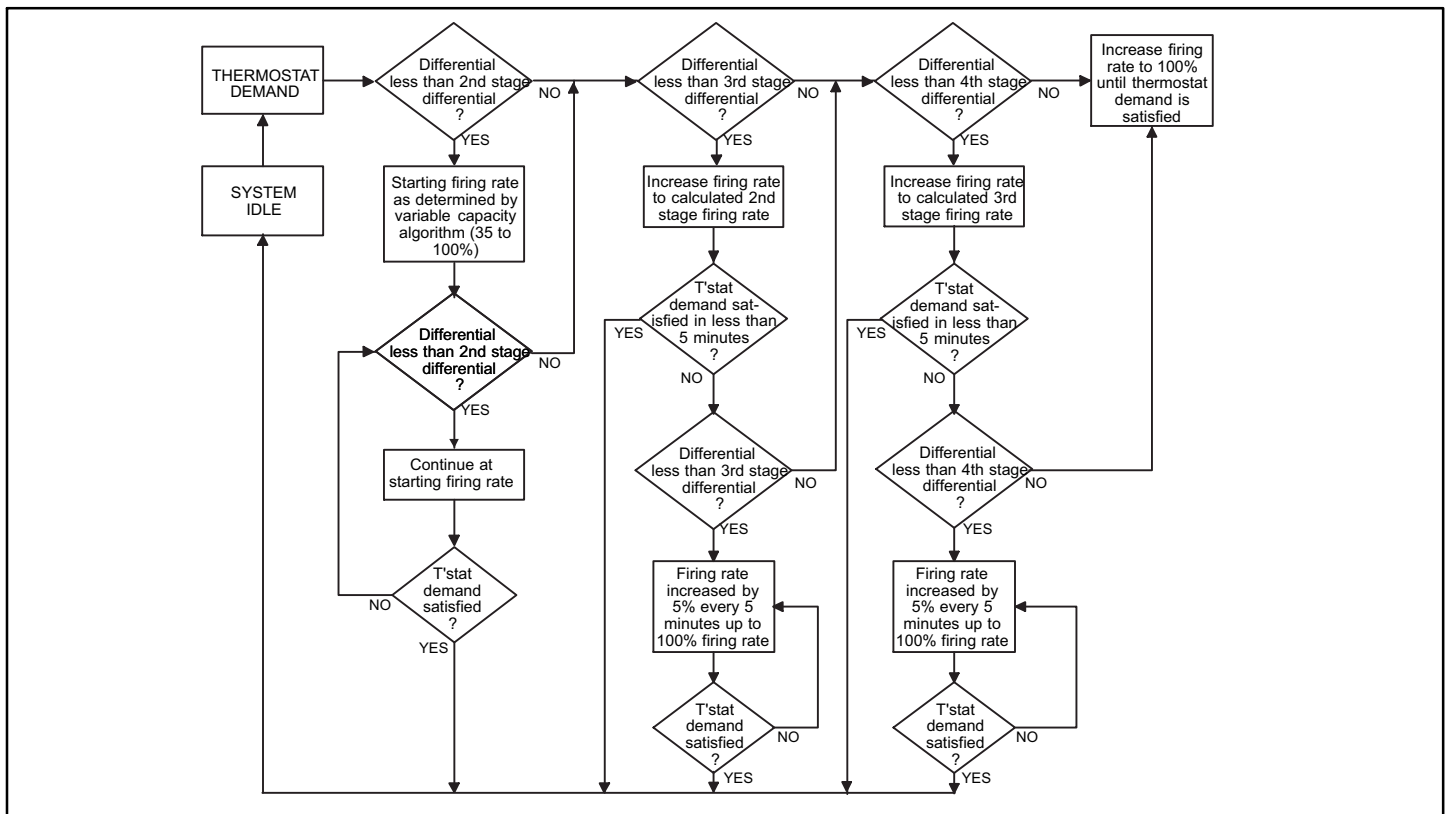 THERMOSTAT
DEMAND
SYSTEM
IDLE
Differential
less than 2nd stage
differential
?
NO
YES
Starting firing rate
as determined by
variable capacity
algorithm (35 to
100%)
Differential
less than 2nd stage
differential
?
NO
YES
Continue at
starting firing rate
T'stat
demand
satisfied
?
NO
YES
Differential
less than 3rd stage
differential
?
NO
YES
Increase firing rate
to calculated 2nd
stage firing rate
T'stat
demand sat-
isfied in less than
5 minutes
?
YES
NO
Differential
less than 3rd stage
differential
?
NO
YES
Firing rate
increased by
5% every 5
minutes up to
100% firing rate
T'stat
demand
satisfied
?
NO
YES
Differential
less than 4th stage
differential
?
NO
YES
Increase firing rate
to calculated 3rd
stage firing rate
T'stat
demand sat-
isfied in less than
5 minutes
?
YES
NO
Differential
less than 4th stage
differential
?
NO
YES
Firing rate
increased by
5% every 5
minutes up to
100% firing rate
T'stat
demand
satisfied
?
NO
YES
Increase firing
rate to 100%
until thermostat
demand is
satisfied